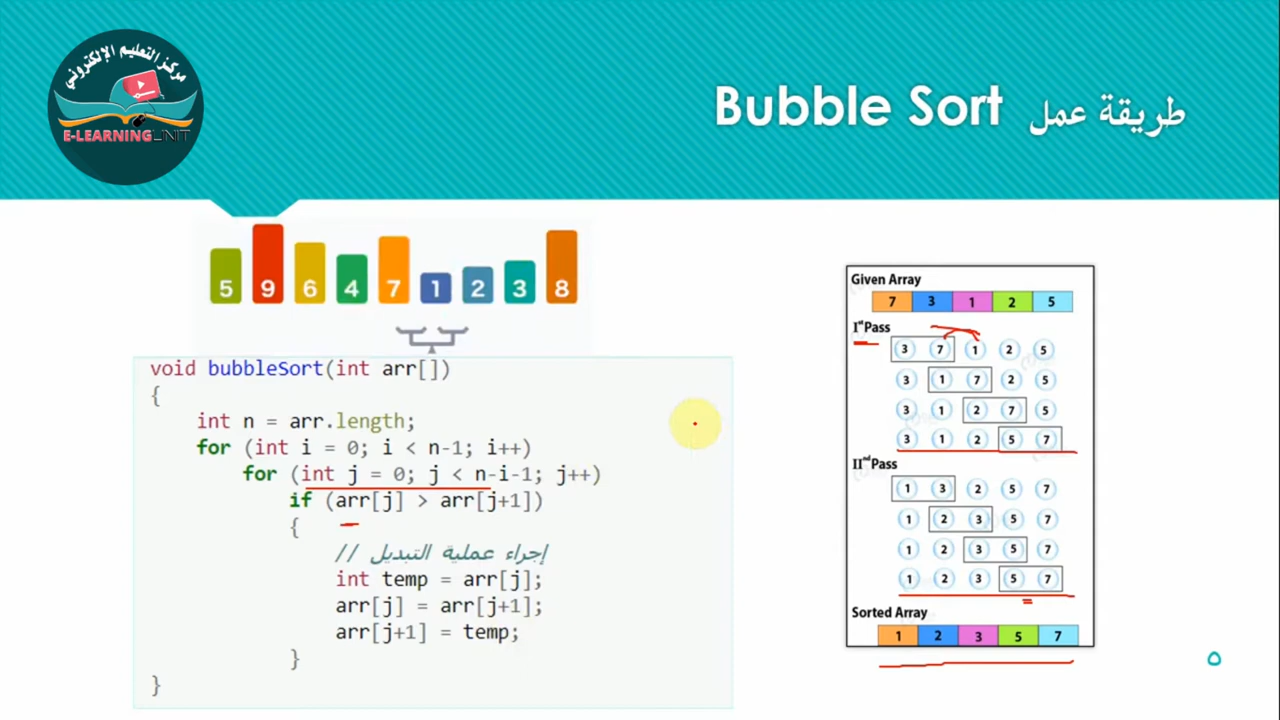 مركز التعليم الإلكتروني
E-LEARNING UNIT
طريقة عمل Bubble Sort
5 9 6 4 7 1 2 3 8
void bubbleSort(int arr[])
{
int n = arr.length;
for (int i = 0; i < n-1; i++)
for (int j = 0; j < n-i-1; j++)
if (arr[j] > arr[j+1])
{
// إجراء عملية التبديل
int temp = arr[j];
arr[j] = arr[j+1];
arr[j+1] = temp;
}
}
Given Array
7 3 1 2 5
Ist Pass
3 7 1 2 5
3 1 7 2 5
3 1 2 7 5
3 1 2 5 7
IInd Pass
1 3 2 5 7
1 2 3 5 7
1 2 3 5 7
1 2 3 5 7
Sorted Array
1 2 3 5 7
٥